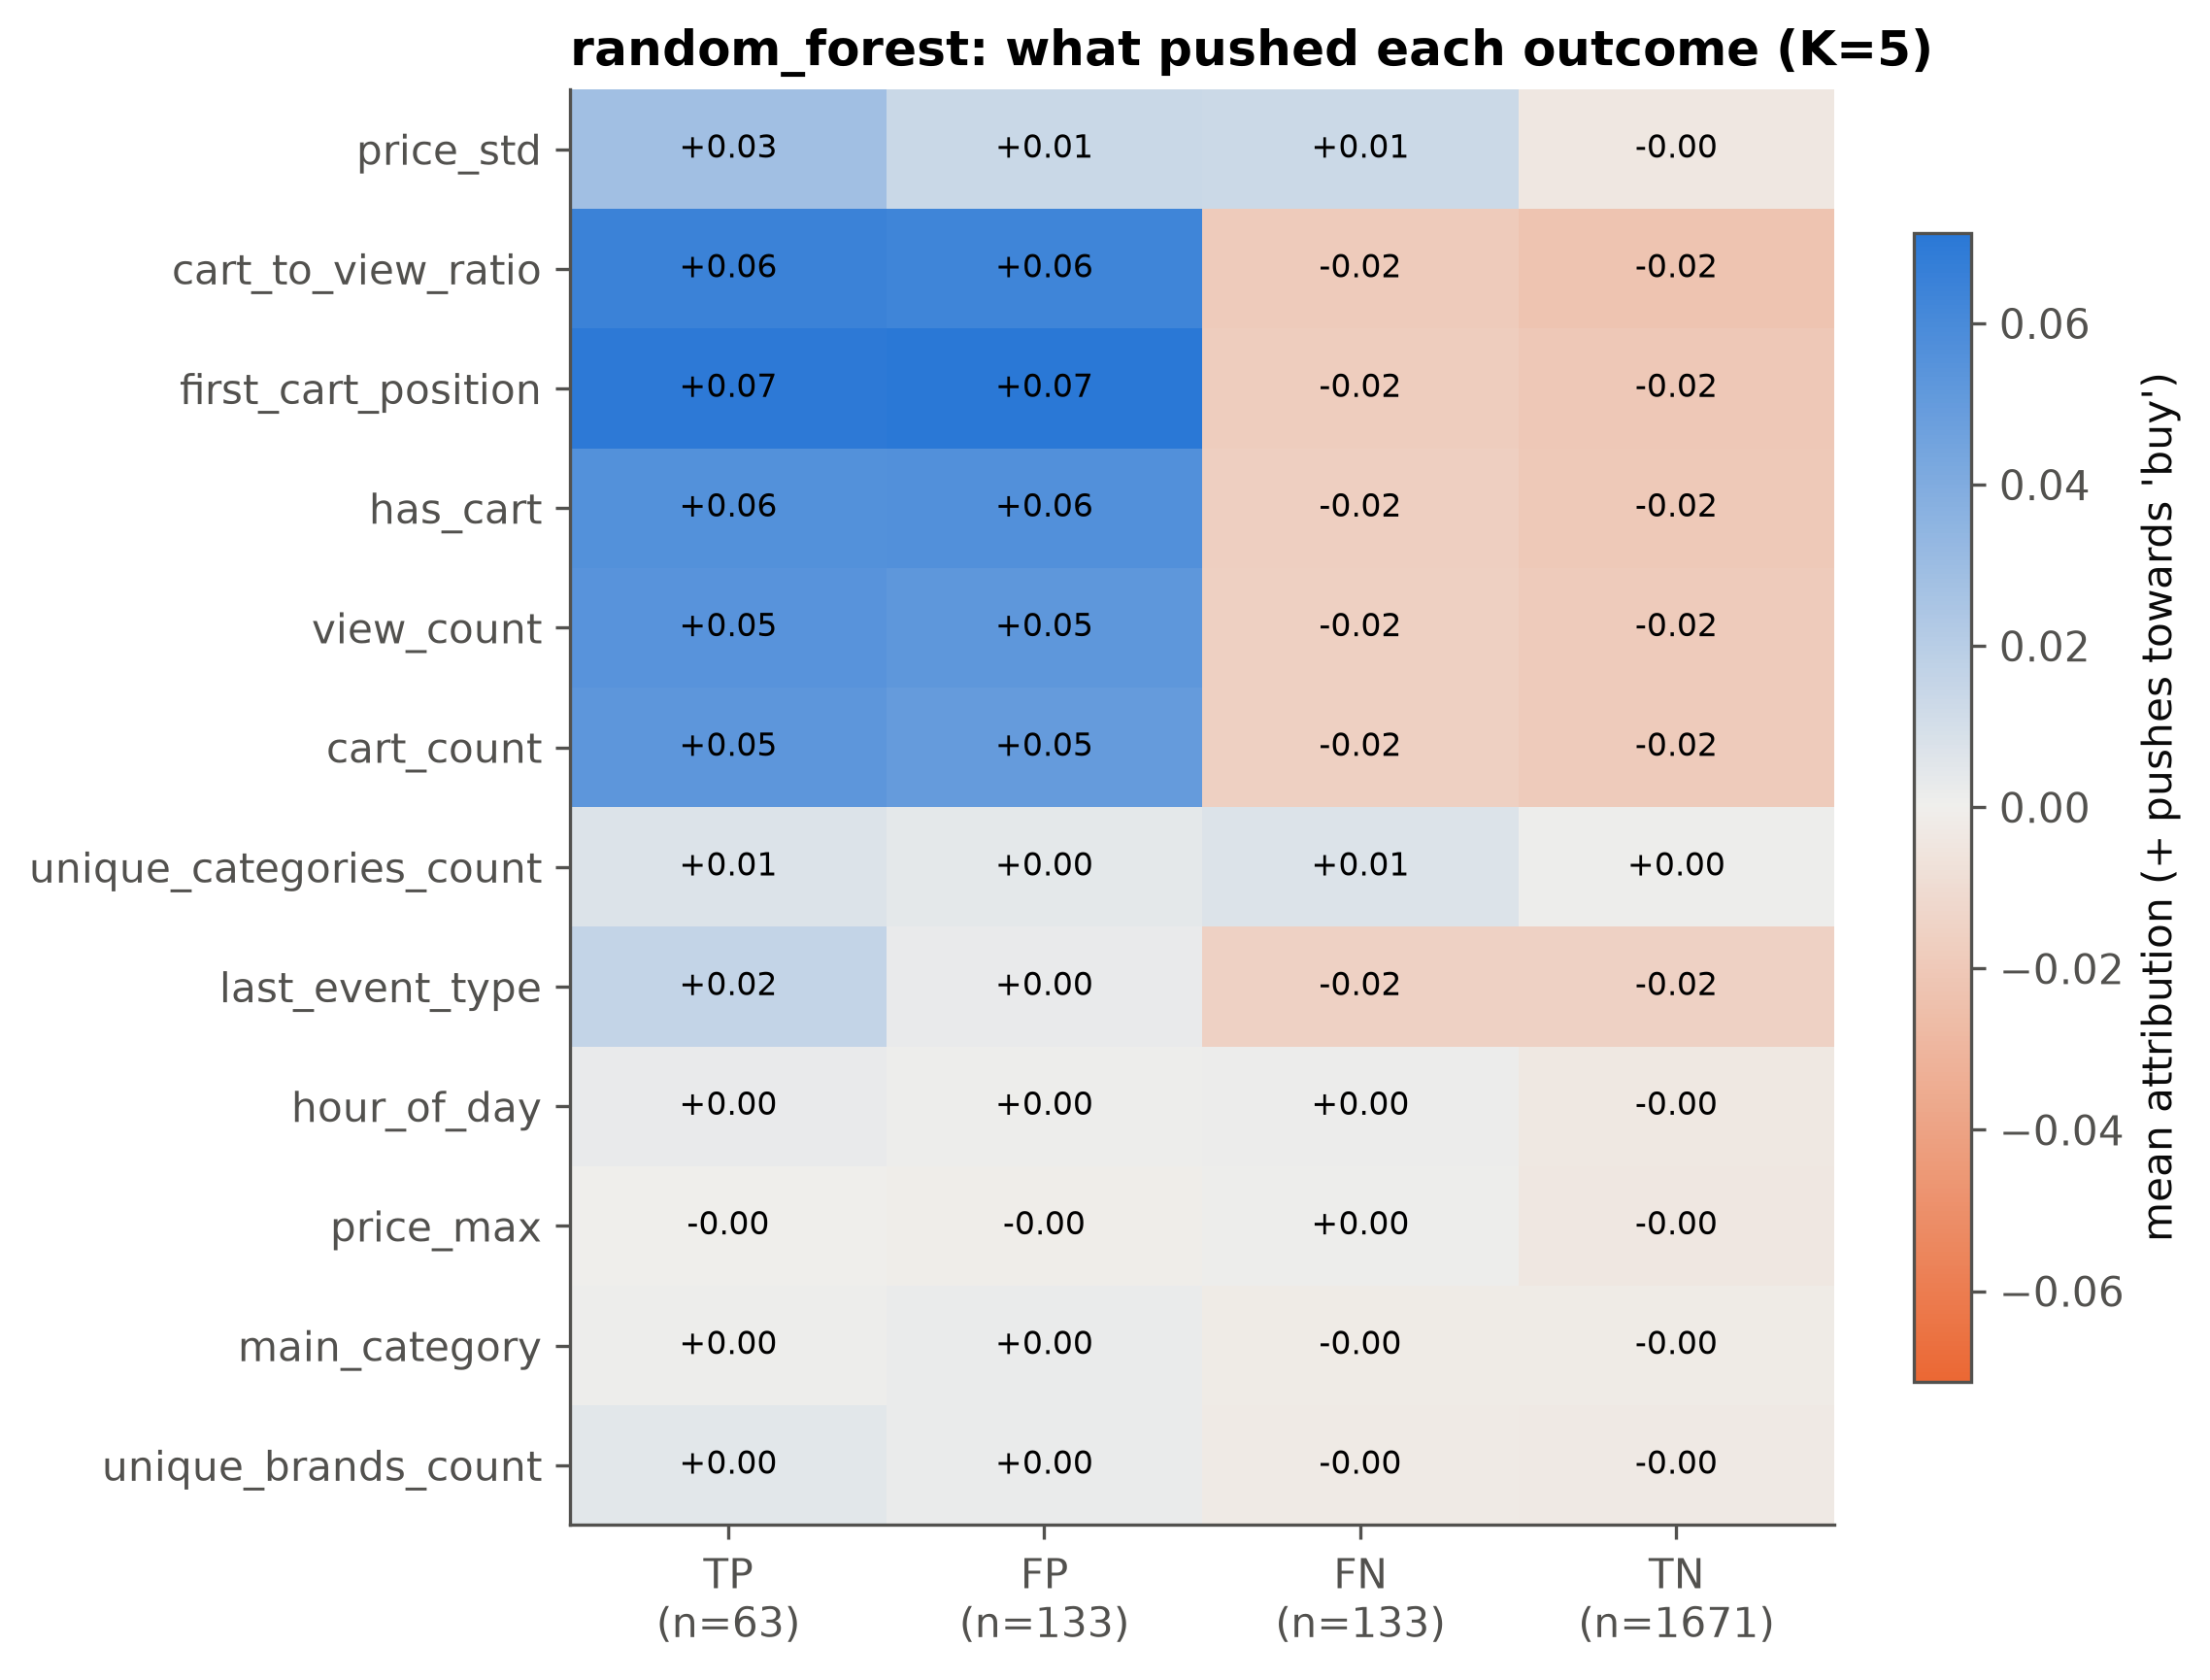 random_forest: what pushed each outcome (K=5)
price_std +0.03 +0.01 +0.01 -0.00
cart_to_view_ratio +0.06 +0.06 -0.02 -0.02
first_cart_position +0.07 +0.07 -0.02 -0.02
has_cart +0.06 +0.06 -0.02 -0.02
view_count +0.05 +0.05 -0.02 -0.02
cart_count +0.05 +0.05 -0.02 -0.02
unique_categories_count +0.01 +0.00 +0.01 +0.00
last_event_type +0.02 +0.00 -0.02 -0.02
hour_of_day +0.00 +0.00 +0.00 -0.00
price_max -0.00 -0.00 +0.00 -0.00
main_category +0.00 +0.00 -0.00 -0.00
unique_brands_count +0.00 +0.00 -0.00 -0.00
TP FP FN TN
(n=63) (n=133) (n=133) (n=1671)
0.06
0.04
0.02
0.00
−0.02
−0.04
−0.06
mean attribution (+ pushes towards 'buy')